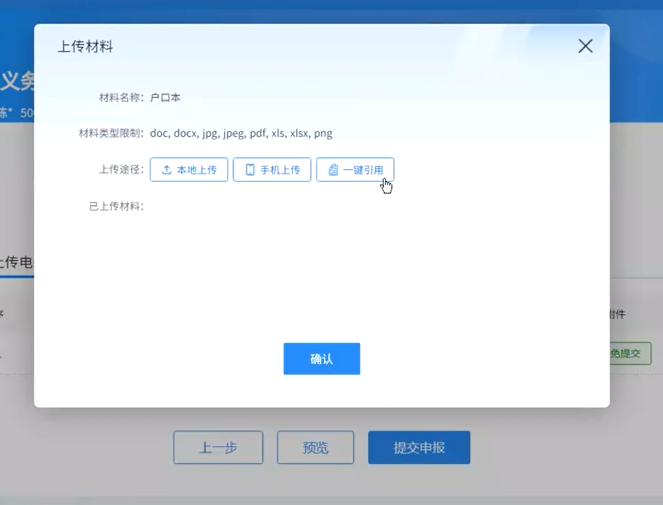 上传材料
义务
材料名称: 户口本
练* 50
材料类型限制: doc, docx, jpg, jpeg, pdf, xls, xlsx, png
上传途径: 本地上传 手机上传 一键引用
已上传材料:
上传电
附件
免提交
确认
上一步 预览 提交申报